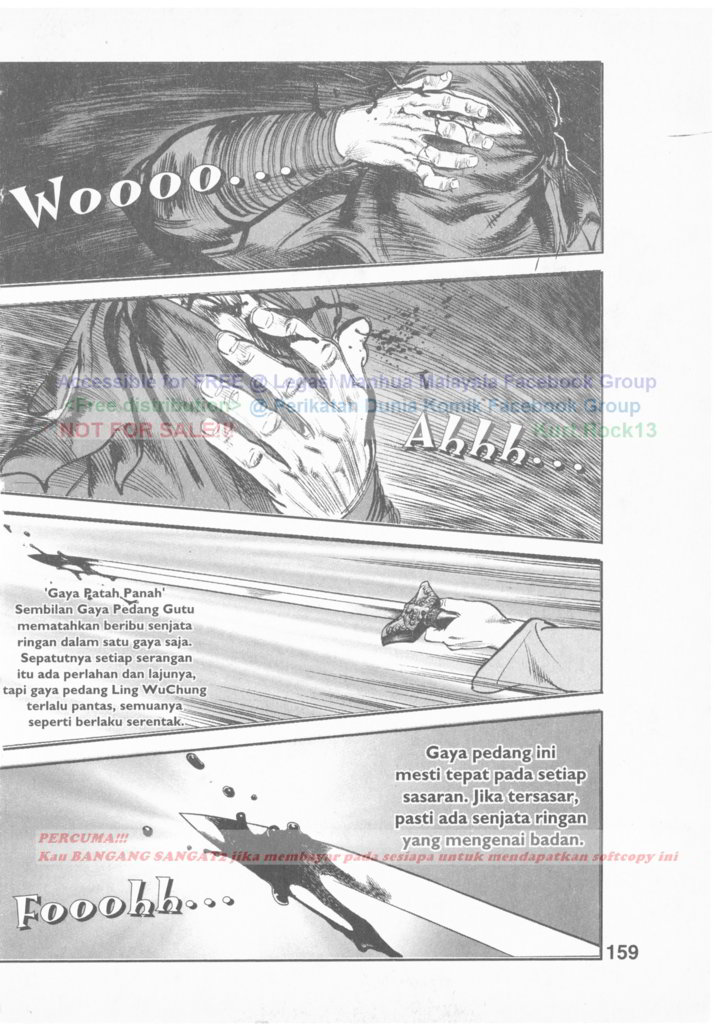 Woooo...
Accessible for FREE @ Legasi Manhua Malaysia Facebook Group
<Free distribution> @ Perikatan Dunia Komik Facebook Group
NOT FOR SALE!!! Kuri Rock13
Ahhh...
'Gaya Patah Panah'
Sembilan Gaya Pedang Gutu
mematahkan beribu senjata
ringan dalam satu gaya saja.
Sepatutnya setiap serangan
itu ada perlahan dan lajunya,
tapi gaya pedang Ling WuChung
terlalu pantas, semuanya
seperti berlaku serentak.
Gaya pedang ini
mesti tepat pada setiap
sasaran. Jika tersasar,
pasti ada senjata ringan
yang mengenai badan.
PERCUMA!!!
Kau BANGANG SANGAT2 jika membayar pada sesiapa untuk mendapatkan softcopy ini
Fooohh...
159